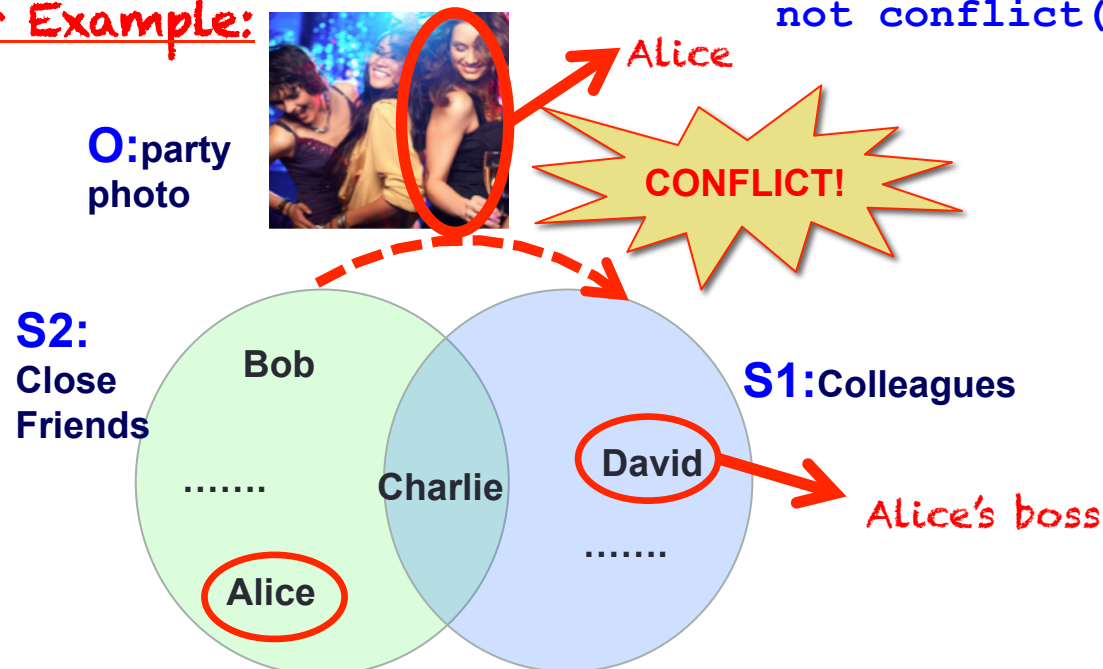 Example:
not conflict(
Alice
O:party
photo
CONFLICT!
S2:
Close
Friends
Bob
S1:Colleagues
David
.......
Charlie
Alice's boss
.......
Alice